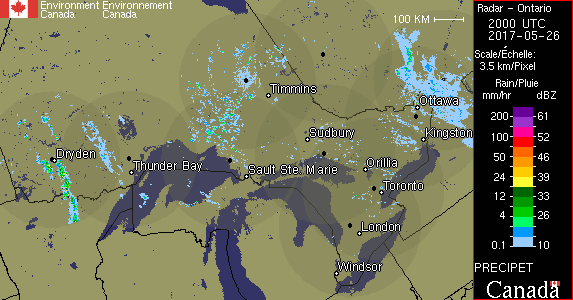 Environment Environnement
Canada Canada
100 KM
Timmins
Ottawa
Sudbury
Kingston
Dryden
Thunder Bay
Sault Ste. Marie
Orillia
Toronto
London
Windsor
Radar - Ontario
2000 UTC
2017-05-26
Scale/Échelle:
3.5 km/Pixel
Rain/Pluie
mm/hr dBZ
200 61
100 52
50 46
24 39
12 33
4 26
0.1 10
PRECIPET
Canada